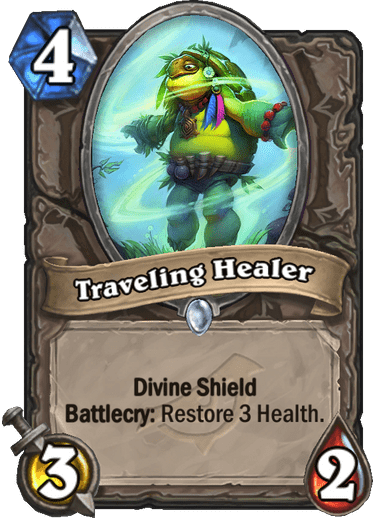 4
Traveling Healer
Divine Shield
Battlecry: Restore 3 Health.
3
2